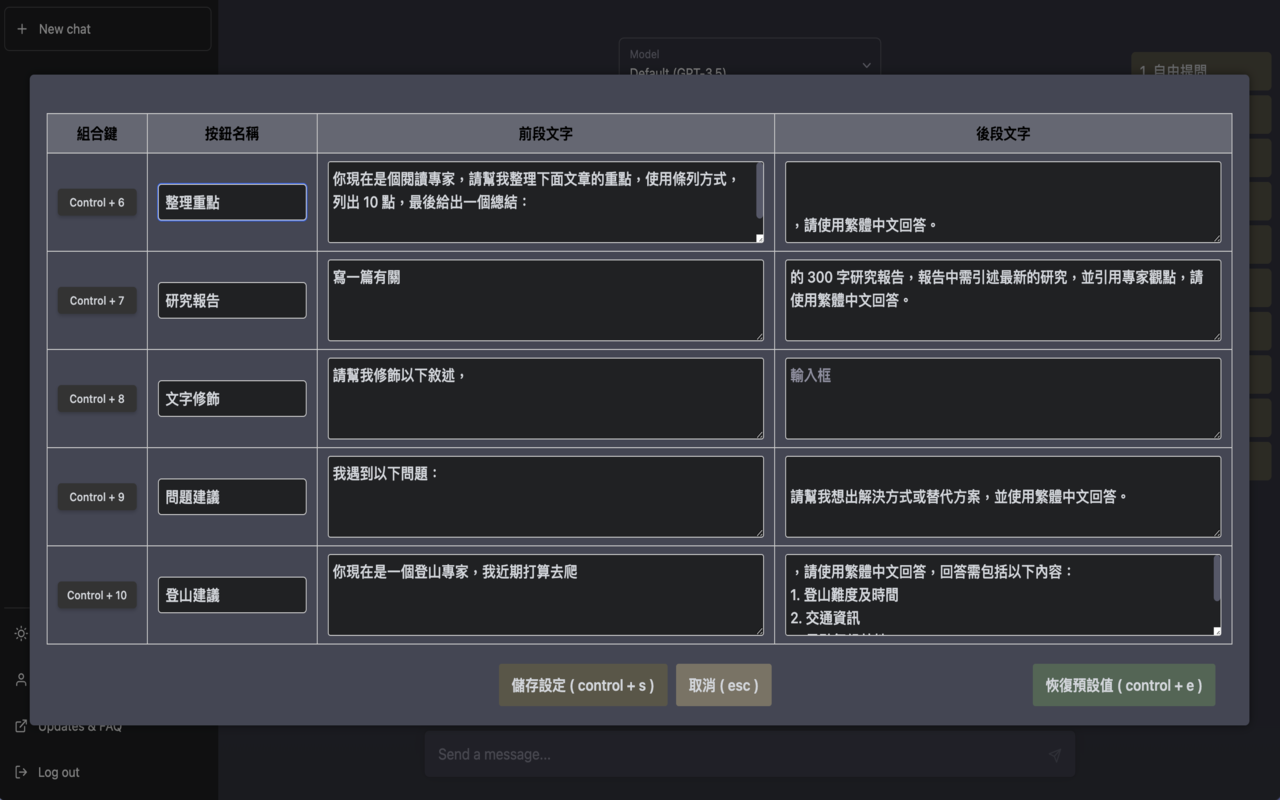 New chat
Model
Default (GPT-3.5)
1. 自由提問
組合鍵 按鈕名稱 前段文字 後段文字
Control + 6
整理重點
你現在是個閱讀專家，請幫我整理下面文章的重點，使用條列方式，
列出 10 點，最後給出一個總結：
，請使用繁體中文回答。
Control + 7
研究報告
寫一篇有關
的 300 字研究報告，報告中需引述最新的研究，並引用專家觀點，請
使用繁體中文回答。
Control + 8
文字修飾
請幫我修飾以下敘述，
輸入框
Control + 9
問題建議
我遇到以下問題：
請幫我想出解決方式或替代方案，並使用繁體中文回答。
Control + 10
登山建議
你現在是一個登山專家，我近期打算去爬
，請使用繁體中文回答，回答需包括以下內容：
1. 登山難度及時間
2. 交通資訊
儲存設定 ( control + s ) 取消 ( esc ) 恢復預設值 ( control + e )
Updates & FAQ
Send a message...
Log out